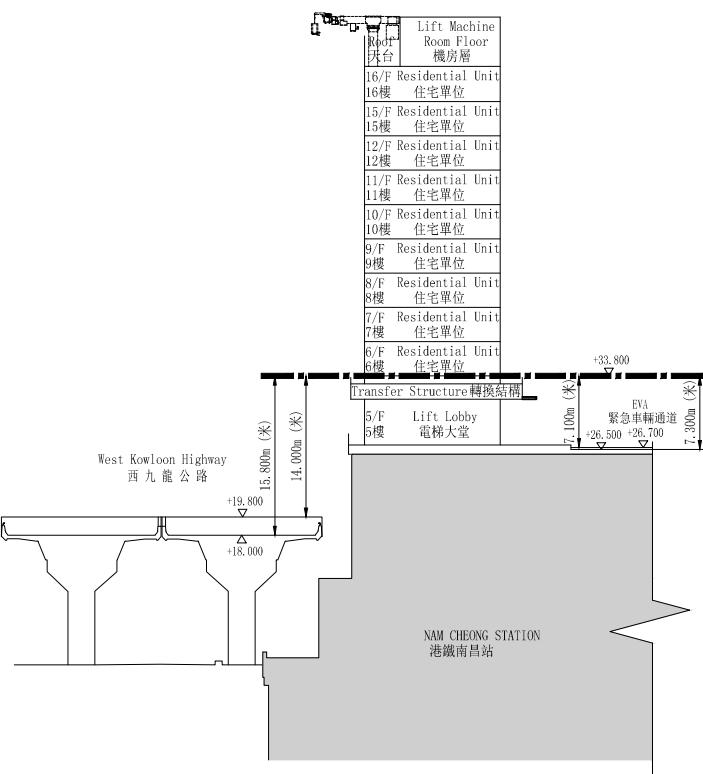 Lift Machine
Room Floor
機房層
Roof
天台
16/F Residential Unit
16樓 住宅單位
15/F Residential Unit
15樓 住宅單位
12/F Residential Unit
12樓 住宅單位
11/F Residential Unit
11樓 住宅單位
10/F Residential Unit
10樓 住宅單位
9/F Residential Unit
9樓 住宅單位
8/F Residential Unit
8樓 住宅單位
7/F Residential Unit
7樓 住宅單位
6/F Residential Unit
6樓 住宅單位
+33.800
Transfer Structure 轉換結構
5/F Lift Lobby
5樓 電梯大堂
7.100m (米)
EVA
緊急車輛通道
+26.500 +26.700
7.300m (米)
15.800m (米)
14.000m (米)
West Kowloon Highway
西九龍公路
+19.800
+18.000
NAM CHEONG STATION
港鐵南昌站